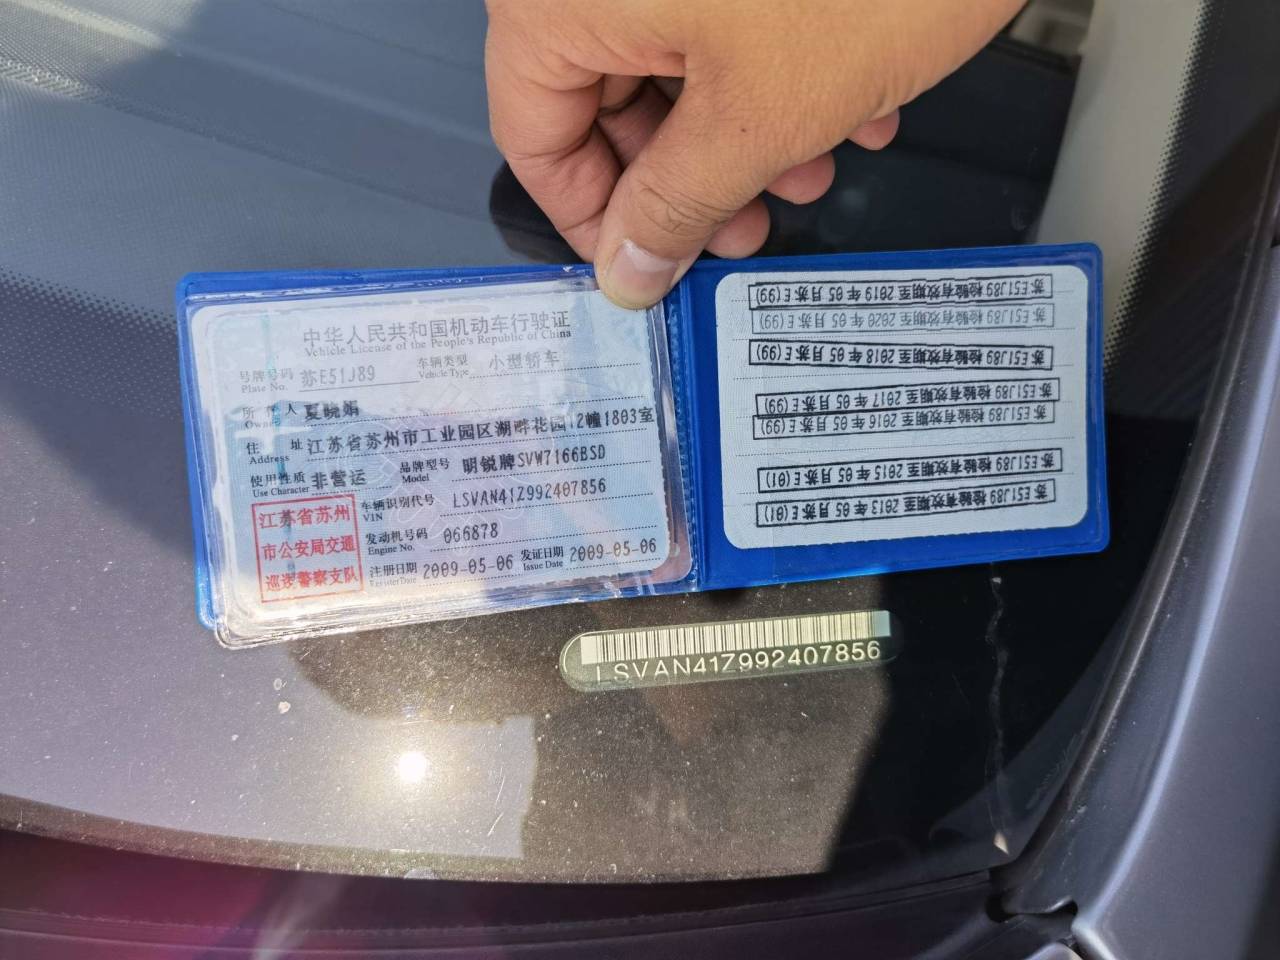 中华人民共和国机动车行驶证
Vehicle License of the People's Republic of China
号牌号码 Plate No. 苏E51J89 车辆类型 Vehicle Type 小型轿车
所有人 Owner 夏晓娟
住址 Address 江苏省苏州市工业园区湖畔花园12幢1803室
使用性质 Use Character 非营运 品牌型号 Model 明锐牌SVW7166BSD
车辆识别代号 VIN LSVAN41Z992407856
发动机号码 Engine No. 066878
注册日期 Register Date 2009-05-06 发证日期 Issue Date 2009-05-06
江苏省苏州
市公安局交通
巡逻警察支队
苏E51J89 检验有效期至2019年05月苏E(99)
苏E51J89 检验有效期至2020年05月苏E(99)
苏E51J89 检验有效期至2018年05月苏E(99)
苏E51J89 检验有效期至2017年05月苏E(99)
苏E51J89 检验有效期至2016年05月苏E(99)
苏E51J89 检验有效期至2015年05月苏E(01)
苏E51J89 检验有效期至2013年05月苏E(01)
LSVAN41Z992407856